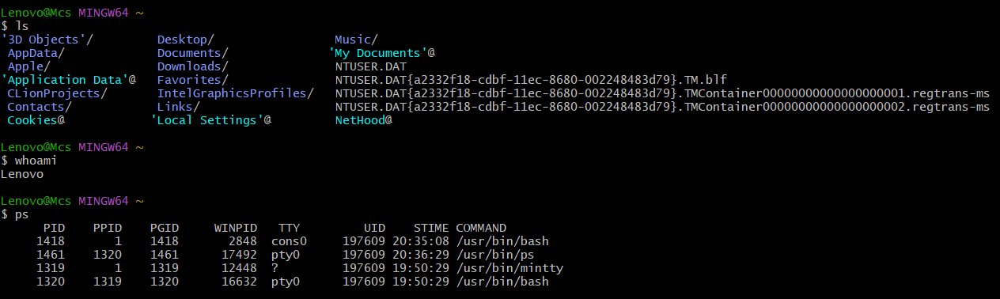 Lenovo@Mcs MINGW64 ~
$ ls
'3D Objects'/         Desktop/                 Music/
 AppData/             Documents/              'My Documents'@
 Apple/               Downloads/               NTUSER.DAT
'Application Data'@   Favorites/               NTUSER.DAT{a2332f18-cdbf-11ec-8680-002248483d79}.TM.blf
 CLionProjects/       IntelGraphicsProfiles/   NTUSER.DAT{a2332f18-cdbf-11ec-8680-002248483d79}.TMContainer00000000000000000001.regtrans-ms
 Contacts/            Links/                   NTUSER.DAT{a2332f18-cdbf-11ec-8680-002248483d79}.TMContainer00000000000000000002.regtrans-ms
 Cookies@            'Local Settings'@         NetHood@
Lenovo@Mcs MINGW64 ~
$ whoami
Lenovo
Lenovo@Mcs MINGW64 ~
$ ps
      PID    PPID    PGID     WINPID   TTY         UID    STIME COMMAND
     1418       1    1418       2848  cons0     197609 20:35:08 /usr/bin/bash
     1461    1320    1461      17492  pty0      197609 20:36:29 /usr/bin/ps
     1319       1    1319      12448  ?         197609 19:50:29 /usr/bin/mintty
     1320    1319    1320      16632  pty0      197609 19:50:29 /usr/bin/bash